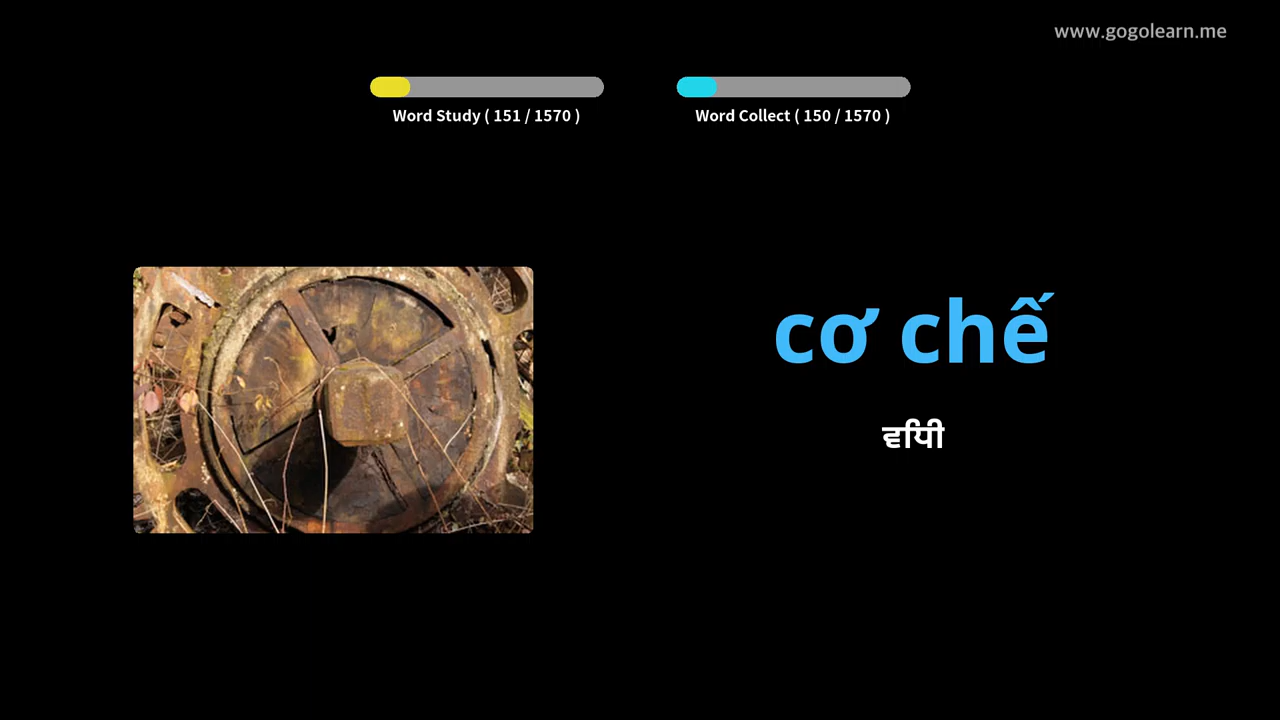 www.gogolearn.me
Word Study ( 151 / 1570 )
Word Collect ( 150 / 1570 )
cơ chế
ਵਿਧੀ